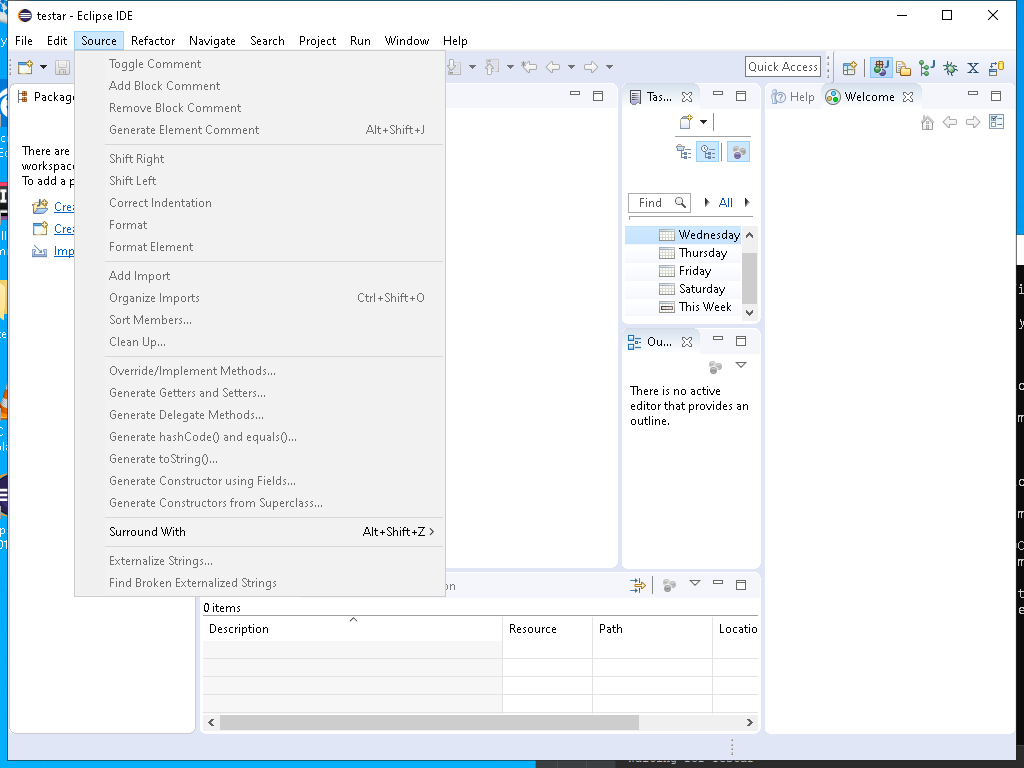 testar - Eclipse IDE
File Edit Source Refactor Navigate Search Project Run Window Help
Quick Access
Toggle Comment
Add Block Comment
Remove Block Comment
Generate Element Comment Alt+Shift+J
Shift Right
Shift Left
Correct Indentation
Format
Format Element
Add Import
Organize Imports Ctrl+Shift+O
Sort Members...
Clean Up...
Override/Implement Methods...
Generate Getters and Setters...
Generate Delegate Methods...
Generate hashCode() and equals()...
Generate toString()...
Generate Constructor using Fields...
Generate Constructors from Superclass...
Surround With Alt+Shift+Z
Externalize Strings...
Find Broken Externalized Strings
There are
To add a p
Cre
Cre
Imp
Tas...
Find
All
Wednesday
Thursday
Friday
Saturday
This Week
Ou...
There is no active
editor that provides an
outline.
Help Welcome
0 items
Description Resource Path Locatio